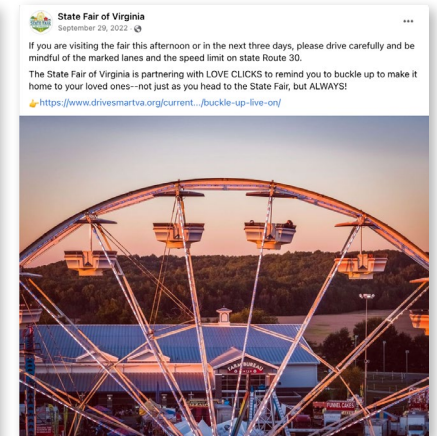 State Fair of Virginia
September 29, 2022
If you are visiting the fair this afternoon or in the next three days, please drive carefully and be
mindful of the marked lanes and the speed limit on state Route 30.
The State Fair of Virginia is partnering with LOVE CLICKS to remind you to buckle up to make it
home to your loved ones--not just as you head to the State Fair, but ALWAYS!
👉https://www.drivesmartva.org/current.../buckle-up-live-on/
FARM BUREAU
FUNNEL CAKES